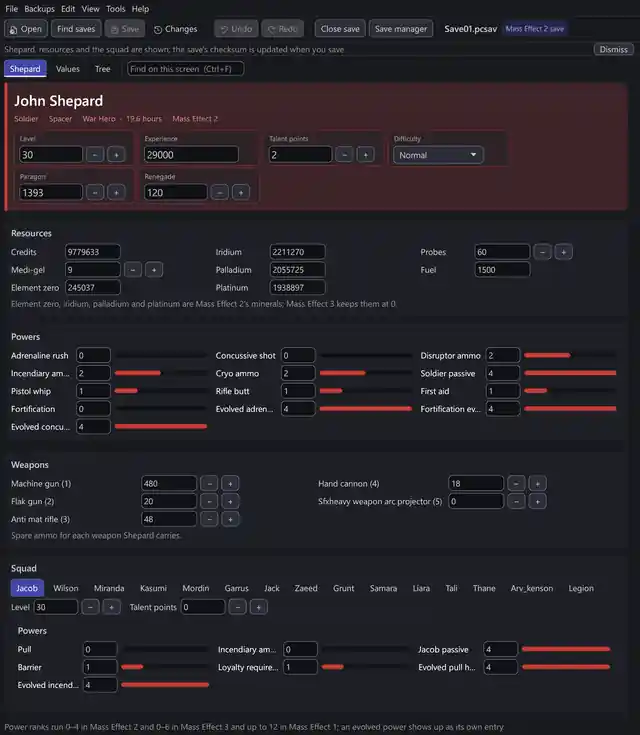 File Backups Edit View Tools Help
Open Find saves Save Changes Undo Redo Close save Save manager Save01.pcsav Mass Effect 2 save
Shepard, resources and the squad are shown; the save's checksum is updated when you save Dismiss
Shepard Values Tree Find on this screen (Ctrl+F)
John Shepard
Soldier Spacer War Hero · 19.6 hours Mass Effect 2
Level Experience Talent points Difficulty
30 − + 29000 2 − + Normal
Paragon Renegade
1393 − + 120 − +
Resources
Credits 9779633 Iridium 2211270 Probes 60 − +
Medi-gel 9 − + Palladium 2055725 Fuel 1500
Element zero 245037 Platinum 1938897
Element zero, iridium, palladium and platinum are Mass Effect 2's minerals; Mass Effect 3 keeps them at 0
Powers
Adrenaline rush 0 Concussive shot 0 Disruptor ammo 2
Incendiary am... 2 Cryo ammo 2 Soldier passive 4
Pistol whip 1 Rifle butt 1 First aid 1
Fortification 0 Evolved adren... 4 Fortification ev... 4
Evolved concu... 4
Weapons
Machine gun (1) 480 − + Hand cannon (4) 18 − +
Flak gun (2) 20 − + Sfxheavy weapon arc projector (5) 0 − +
Anti mat rifle (3) 48 − +
Spare ammo for each weapon Shepard carries.
Squad
Jacob Wilson Miranda Kasumi Mordin Garrus Jack Zaeed Grunt Samara Liara Tali Thane Arv_kenson Legion
Level 30 − + Talent points 0 − +
Powers
Pull 0 Incendiary am... 0 Jacob passive 4
Barrier 1 Loyalty require... 1 Evolved pull h... 4
Evolved incend... 4
Power ranks run 0–4 in Mass Effect 2 and 0–6 in Mass Effect 3 and up to 12 in Mass Effect 1; an evolved power shows up as its own entry